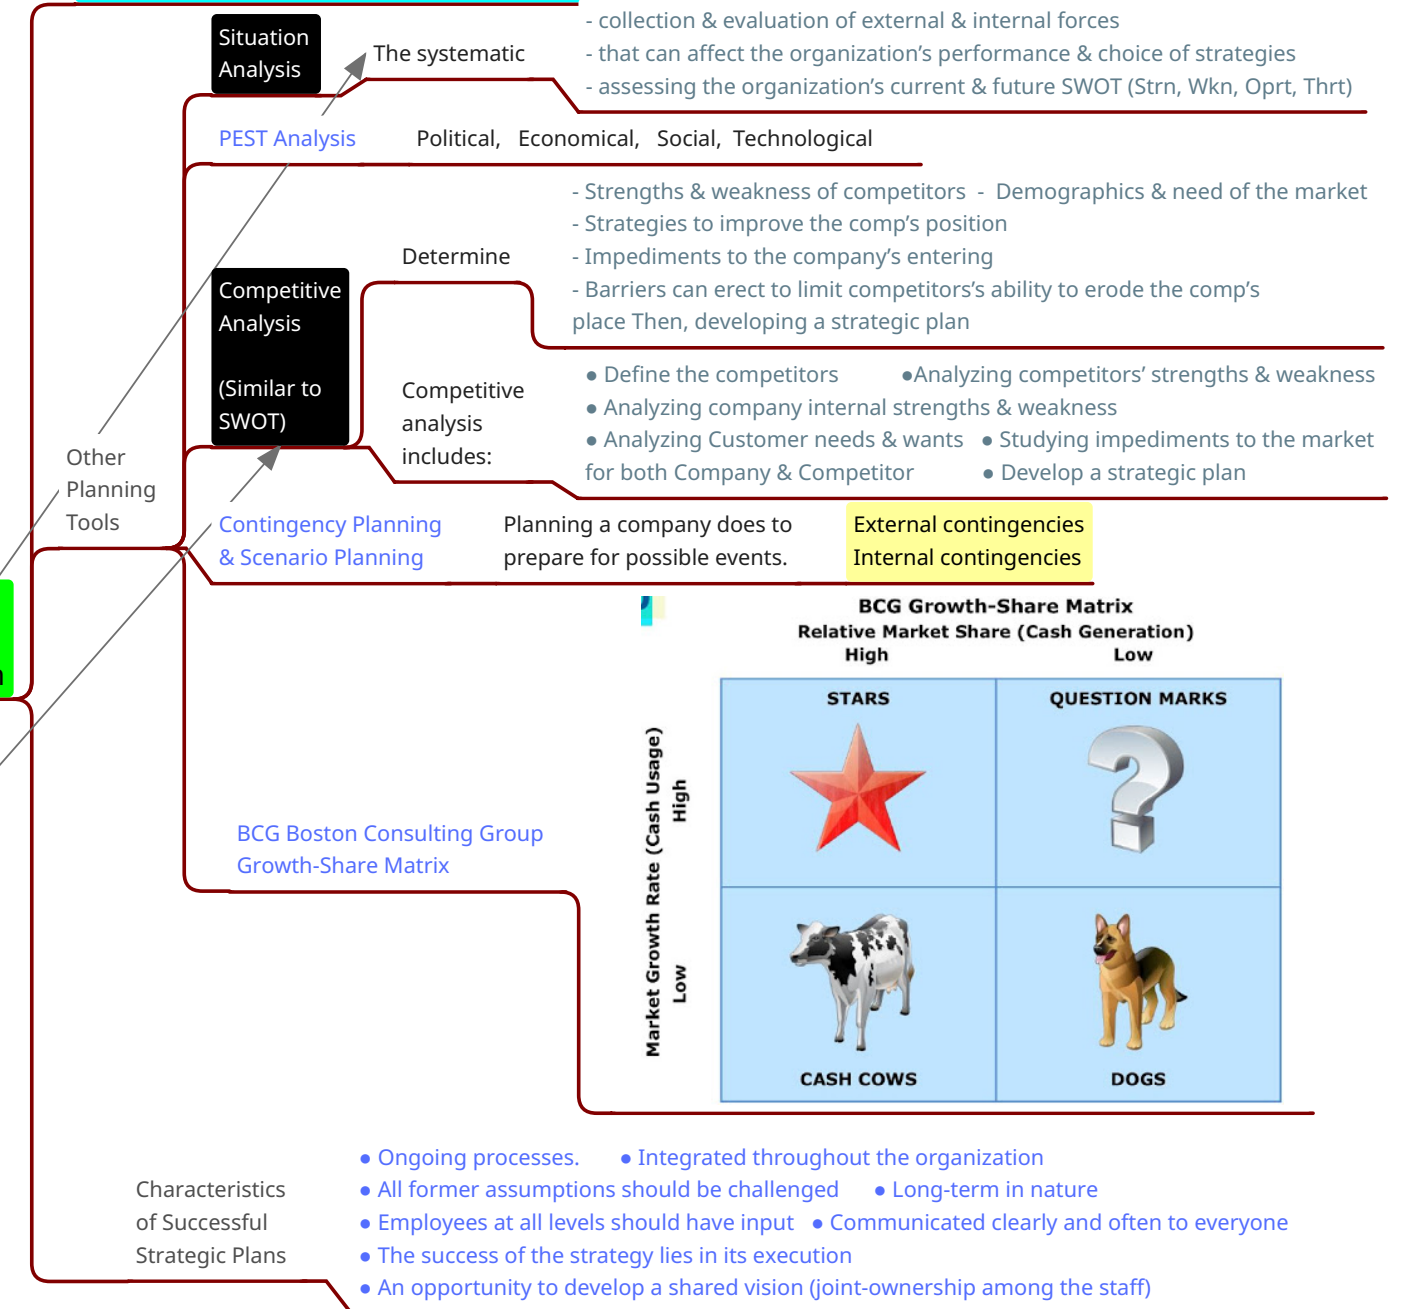 Situation
Analysis
The systematic
- collection & evaluation of external & internal forces
- that can affect the organization's performance & choice of strategies
- assessing the organization's current & future SWOT (Strn, Wkn, Oprt, Thrt)
PEST Analysis
Political, Economical, Social, Technological
Competitive
Analysis
(Similar to
SWOT)
Determine
- Strengths & weakness of competitors - Demographics & need of the market
- Strategies to improve the comp's position
- Impediments to the company's entering
- Barriers can erect to limit competitors's ability to erode the comp's
place Then, developing a strategic plan
Competitive
analysis
includes:
● Define the competitors ●Analyzing competitors' strengths & weakness
● Analyzing company internal strengths & weakness
● Analyzing Customer needs & wants ● Studying impediments to the market
for both Company & Competitor ● Develop a strategic plan
Other
Planning
Tools
Contingency Planning
& Scenario Planning
Planning a company does to
prepare for possible events.
External contingencies
Internal contingencies
BCG Boston Consulting Group
Growth-Share Matrix
BCG Growth-Share Matrix
Relative Market Share (Cash Generation)
High Low
Market Growth Rate (Cash Usage)
High
Low
STARS
QUESTION MARKS
CASH COWS
DOGS
Characteristics
of Successful
Strategic Plans
● Ongoing processes. ● Integrated throughout the organization
● All former assumptions should be challenged ● Long-term in nature
● Employees at all levels should have input ● Communicated clearly and often to everyone
● The success of the strategy lies in its execution
● An opportunity to develop a shared vision (joint-ownership among the staff)